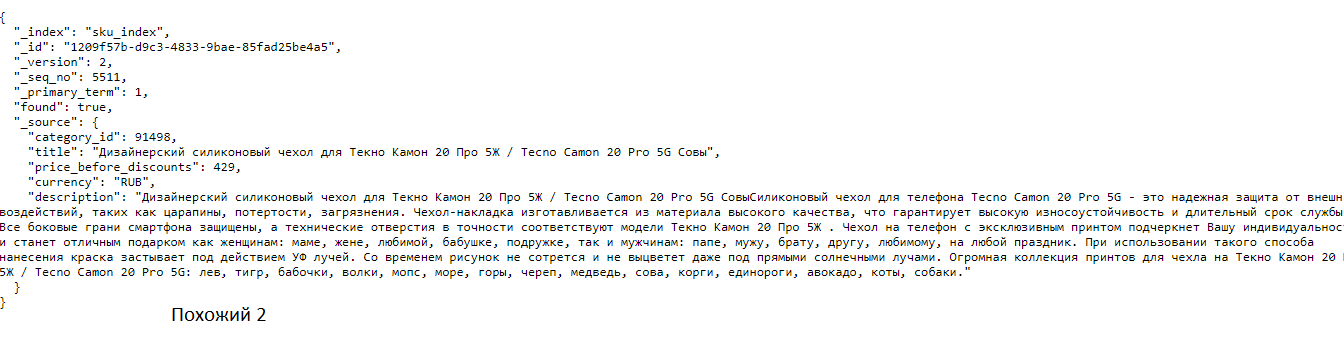 {
"_index": "sku_index",
"_id": "1209f57b-d9c3-4833-9bae-85fad25be4a5",
"_version": 2,
"_seq_no": 5511,
"_primary_term": 1,
"found": true,
"_source": {
"category_id": 91498,
"title": "Дизайнерский силиконовый чехол для Текно Камон 20 Про 5Ж / Tecno Camon 20 Pro 5G Совы",
"price_before_discounts": 429,
"currency": "RUB",
"description": "Дизайнерский силиконовый чехол для Текно Камон 20 Про 5Ж / Tecno Camon 20 Pro 5G СовыСиликоновый чехол для телефона Tecno Camon 20 Pro 5G - это надежная защита от внешн
воздействий, таких как царапины, потертости, загрязнения. Чехол-накладка изготавливается из материала высокого качества, что гарантирует высокую износоустойчивость и длительный срок службы
Все боковые грани смартфона защищены, а технические отверстия в точности соответствуют модели Текно Камон 20 Про 5Ж . Чехол на телефон с эксклюзивным принтом подчеркнет Вашу индивидуальнос
и станет отличным подарком как женщинам: маме, жене, любимой, бабушке, подружке, так и мужчинам: папе, мужу, брату, другу, любимому, на любой праздник. При использовании такого способа
нанесения краска застывает под действием УФ лучей. Со временем рисунок не сотрется и не выцветет даже под прямыми солнечными лучами. Огромная коллекция принтов для чехла на Текно Камон 20
5Ж / Tecno Camon 20 Pro 5G: лев, тигр, бабочки, волки, мопс, море, горы, череп, медведь, сова, корги, единороги, авокадо, коты, собаки."
}
}
Похожий 2